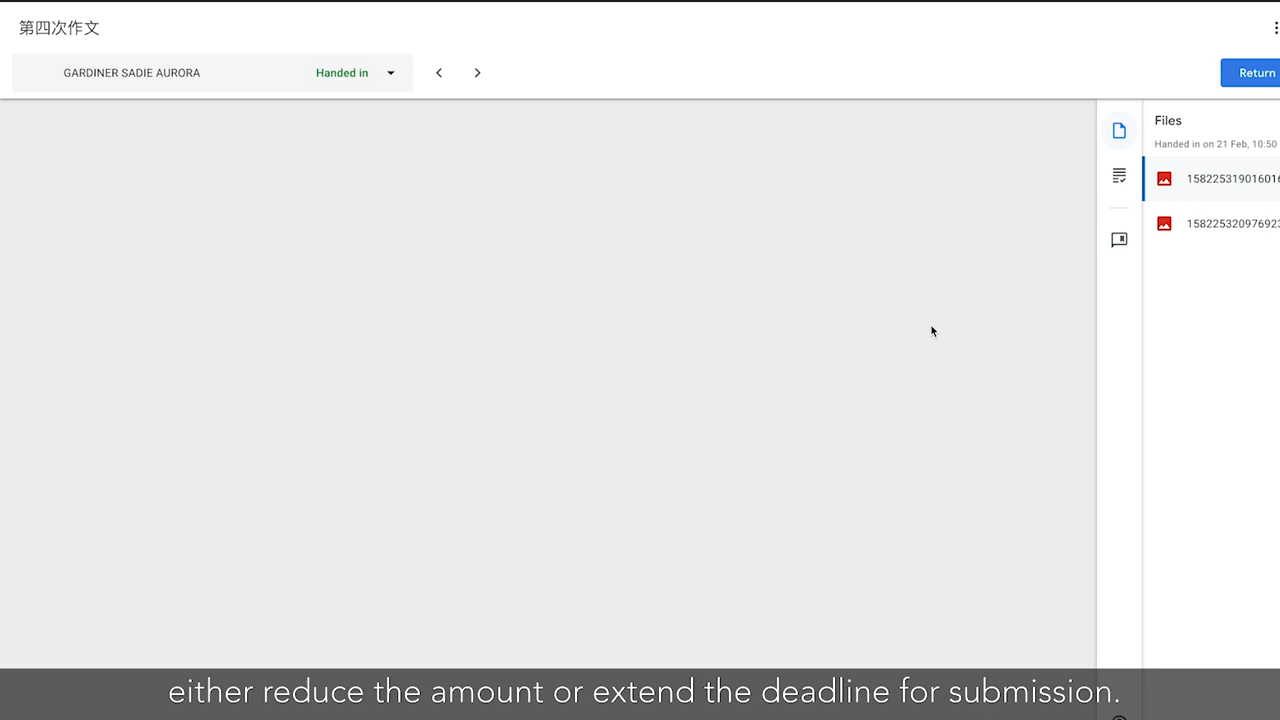 第四次作文
GARDINER SADIE AURORA
Handed in
Return
Files
Handed in on 21 Feb, 10:50
either reduce the amount or extend the deadline for submission.